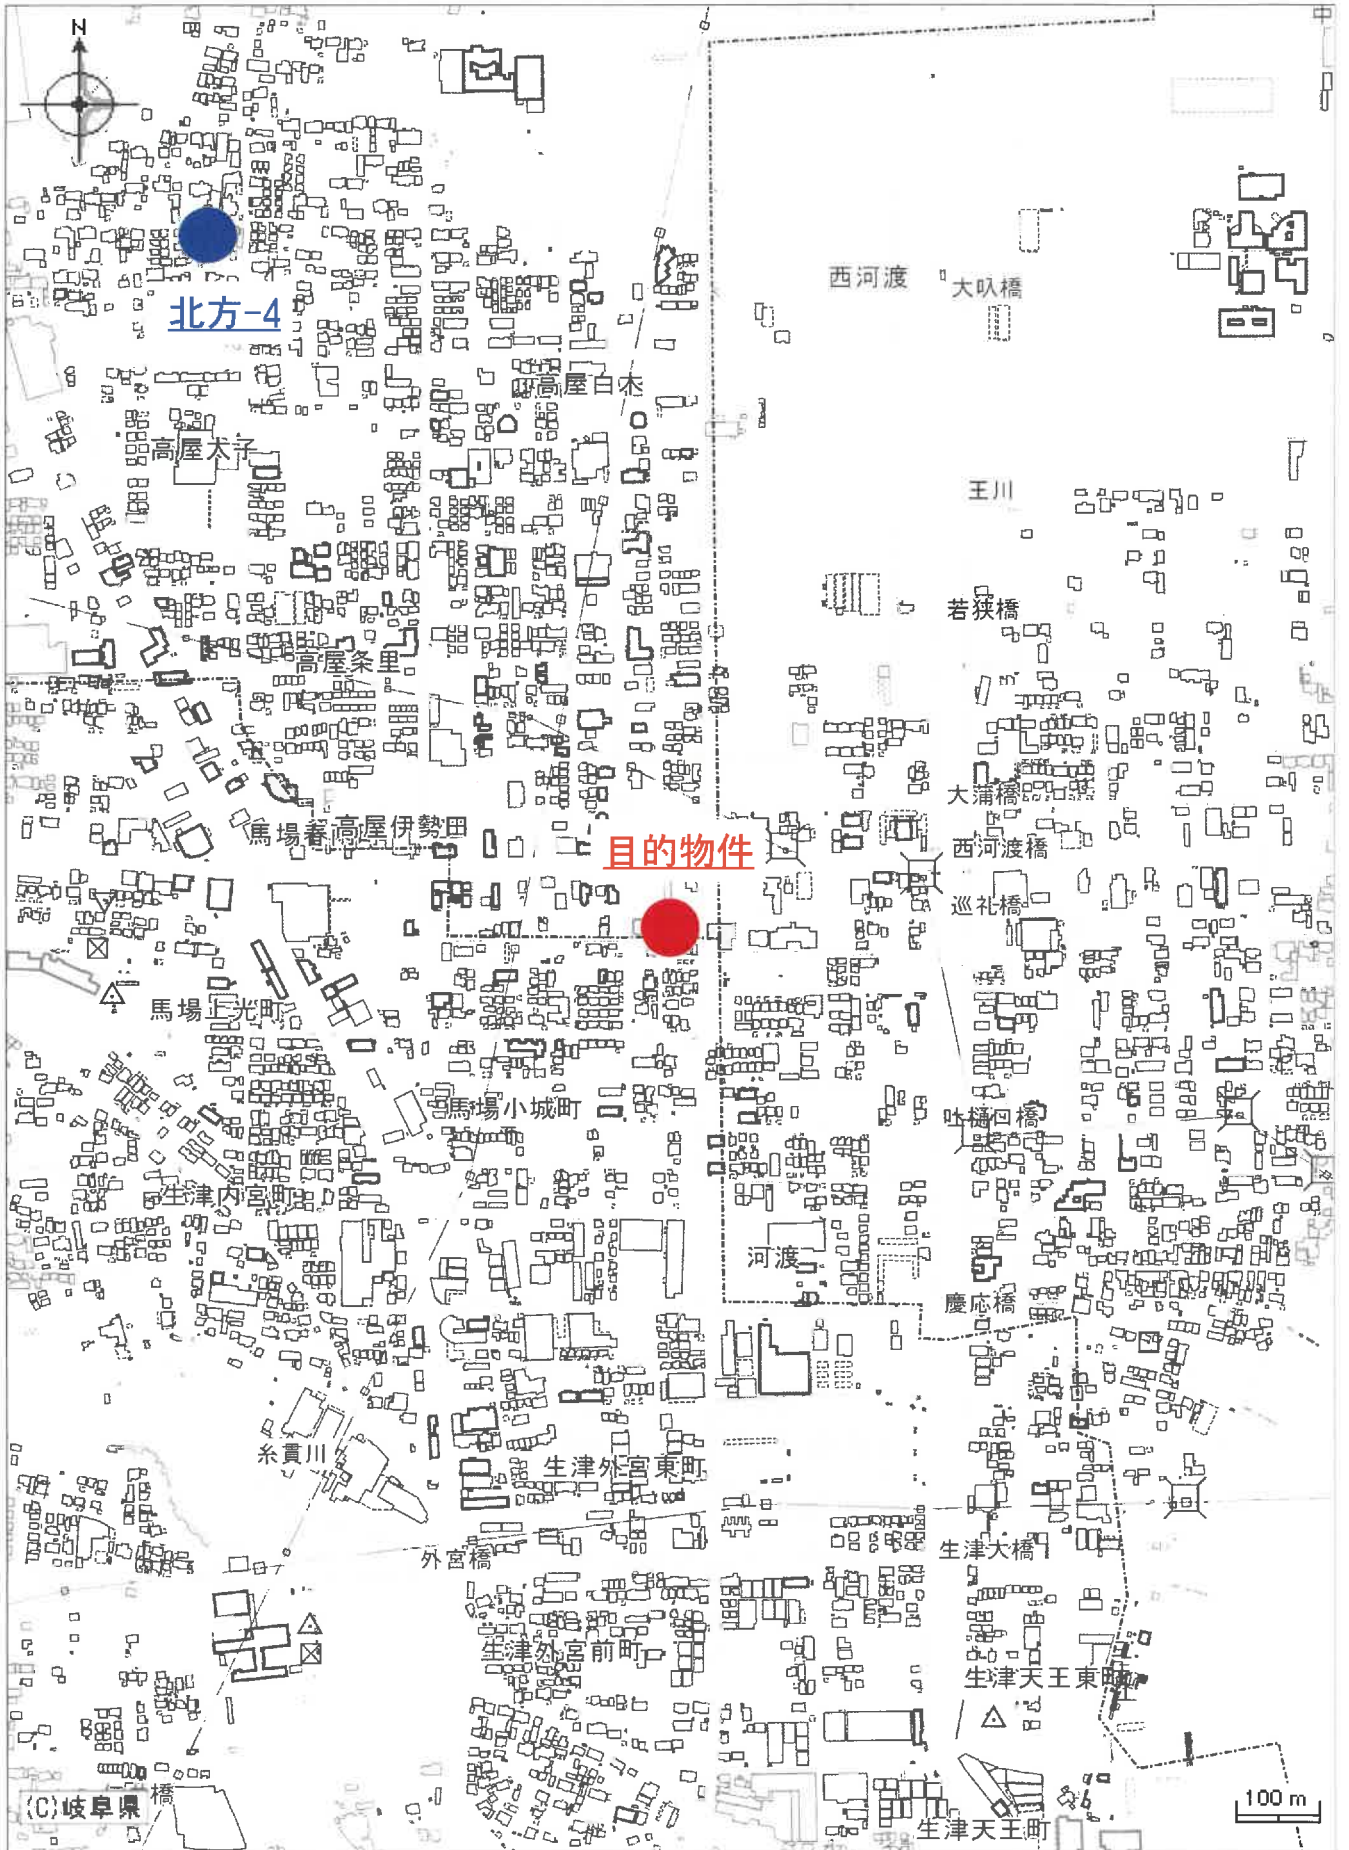 N
中
西河渡
大叺橋
北方-4
高屋白木
高屋犬子
王川
若狭橋
高屋条里
大蒲橋
馬場春
高屋伊勢田
目的物件
西河渡橋
巡礼橋
馬場上光町
馬場小城町
生津内宮町
河渡
慶応橋
糸貫川
生津外宮東町
外宮橋
生津大橋
生津外宮前町
生津天王東町
橋
(C)岐阜県
100 m
生津天王町